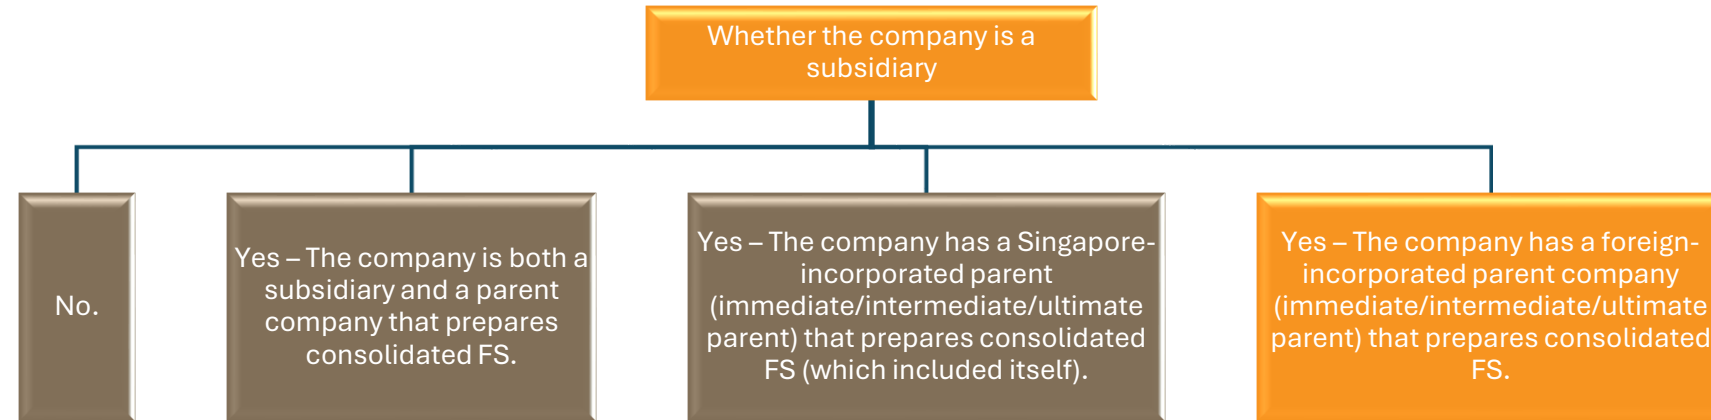 Whether the company is a
subsidiary
No.
Yes – The company is both a
subsidiary and a parent
company that prepares
consolidated FS.
Yes – The company has a Singapore-
incorporated parent
(immediate/intermediate/ultimate
parent) that prepares consolidated
FS (which included itself).
Yes – The company has a foreign-
incorporated parent company
(immediate/intermediate/ultimate
parent) that prepares consolidated
FS.